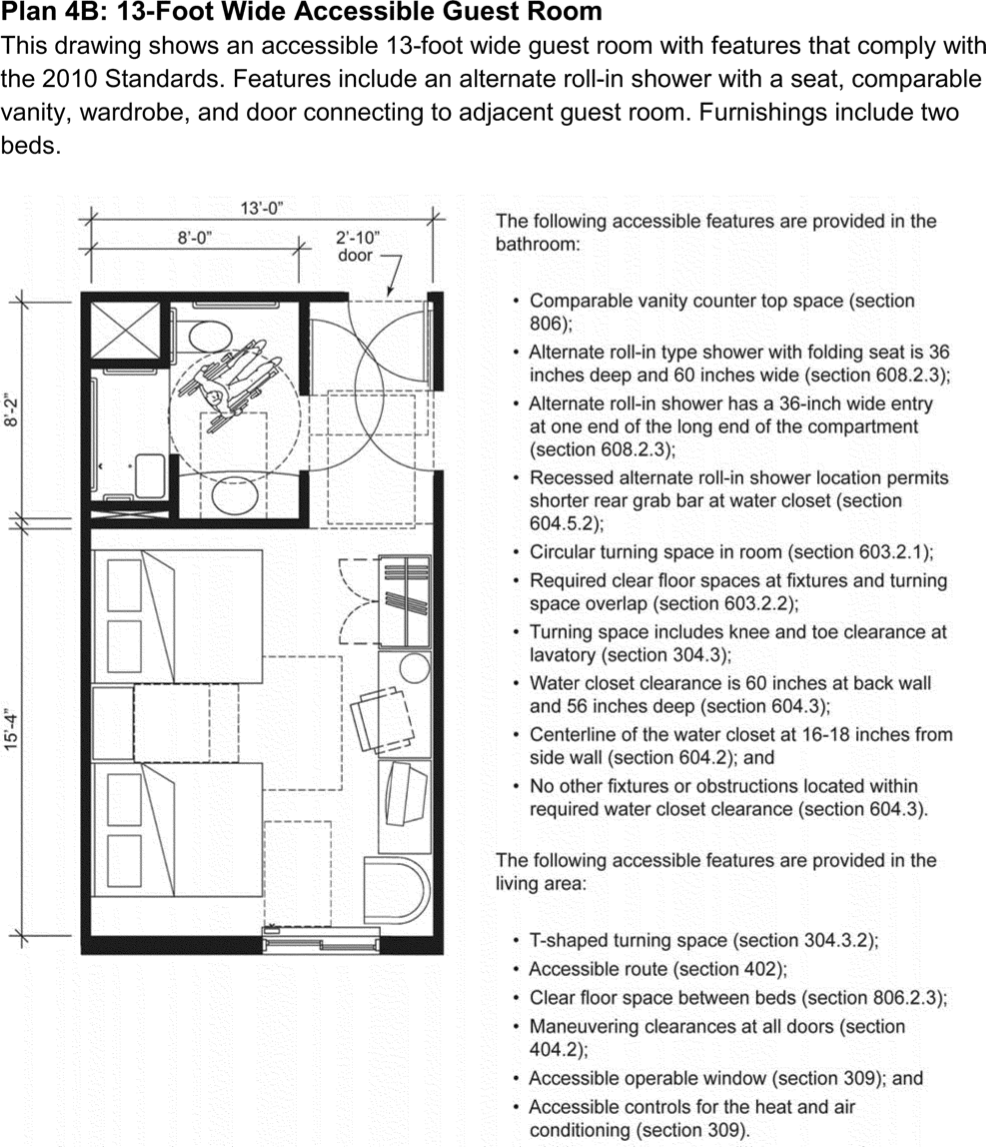 Plan 4B: 13-Foot Wide Accessible Guest Room
This drawing shows an accessible 13-foot wide guest room with features that comply with
the 2010 Standards. Features include an alternate roll-in shower with a seat, comparable
vanity, wardrobe, and door connecting to adjacent guest room. Furnishings include two
beds.
13'-0"
8'-0"
2'-10"
door
8'-2"
15'-4"
The following accessible features are provided in the
bathroom:
• Comparable vanity counter top space (section
806);
• Alternate roll-in type shower with folding seat is 36
inches deep and 60 inches wide (section 608.2.3);
• Alternate roll-in shower has a 36-inch wide entry
at one end of the long end of the compartment
(section 608.2.3);
• Recessed alternate roll-in shower location permits
shorter rear grab bar at water closet (section
604.5.2);
• Circular turning space in room (section 603.2.1);
• Required clear floor spaces at fixtures and turning
space overlap (section 603.2.2);
• Turning space includes knee and toe clearance at
lavatory (section 304.3);
• Water closet clearance is 60 inches at back wall
and 56 inches deep (section 604.3);
• Centerline of the water closet at 16-18 inches from
side wall (section 604.2); and
• No other fixtures or obstructions located within
required water closet clearance (section 604.3).
The following accessible features are provided in the
living area:
• T-shaped turning space (section 304.3.2);
• Accessible route (section 402);
• Clear floor space between beds (section 806.2.3);
• Maneuvering clearances at all doors (section
404.2);
• Accessible operable window (section 309); and
• Accessible controls for the heat and air
conditioning (section 309).